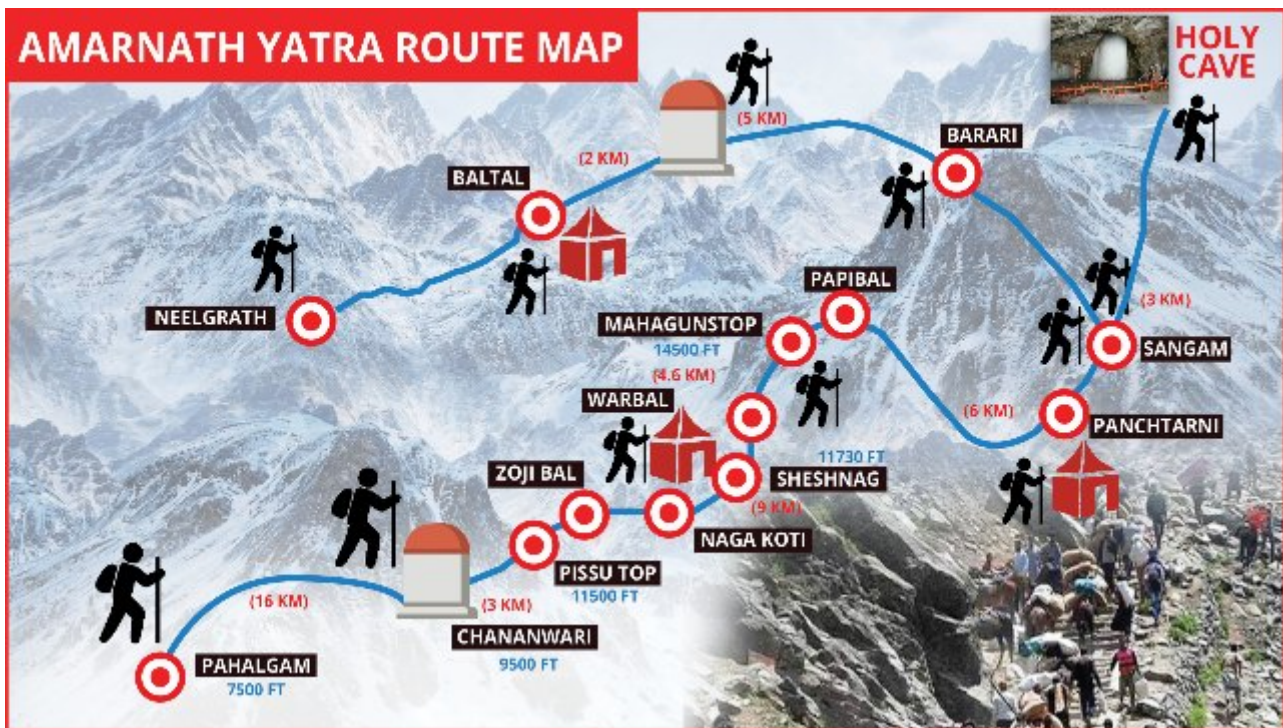 AMARNATH YATRA ROUTE MAP
HOLY
CAVE
(5 KM)
BARARI
(2 KM)
BALTAL
NEELGRATH
PAPIBAL
MAHAGUNSTOP
14500 FT
(3 KM)
SANGAM
(4.6 KM)
WARBAL
(6 KM)
PANCHTARNI
11730 FT
ZOJI BAL
SHESHNAG
(9 KM)
NAGA KOTI
PISSU TOP
11500 FT
(16 KM)
(3 KM)
CHANANWARI
9500 FT
PAHALGAM
7500 FT